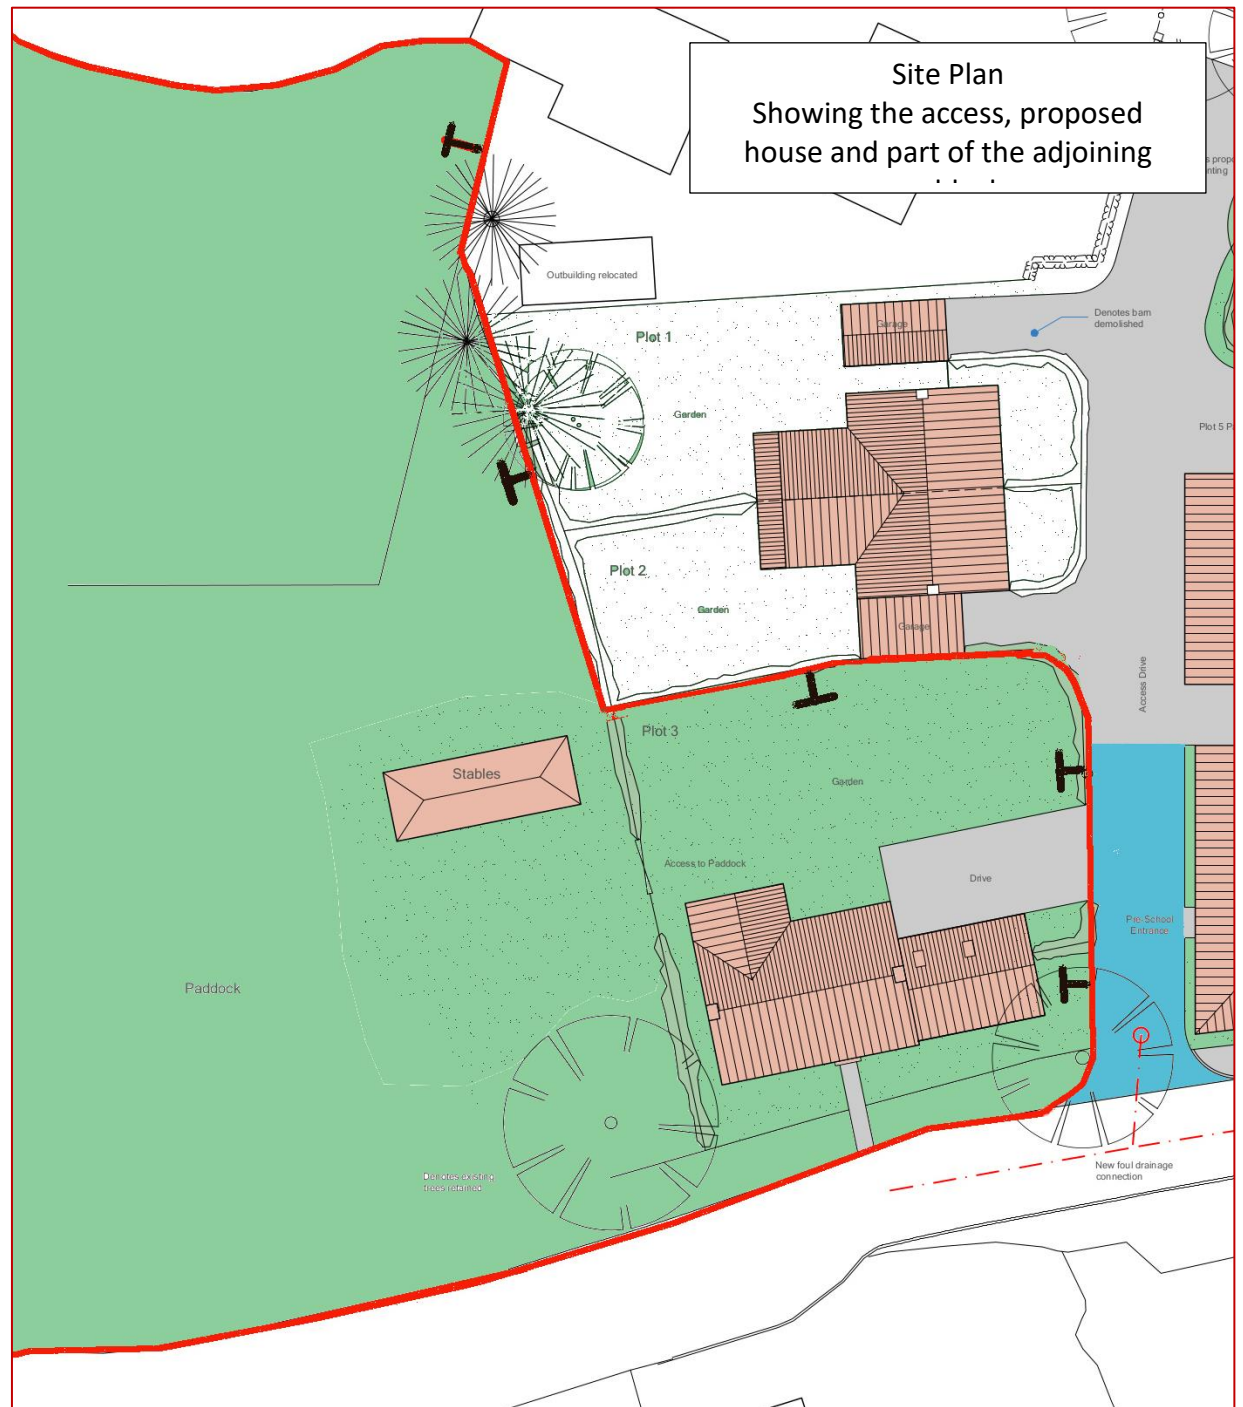 Site Plan
Showing the access, proposed
house and part of the adjoining
Outbuilding relocated
Plot 1
Garage
Denotes barn
demolished
Garden
Plot 5
Plot 2
Garden
Garage
Access Drive
Plot 3
Stables
Garden
Access to Paddock
Drive
Pre-School
Entrance
Paddock
Denotes existing
trees retained
New foul drainage
connection